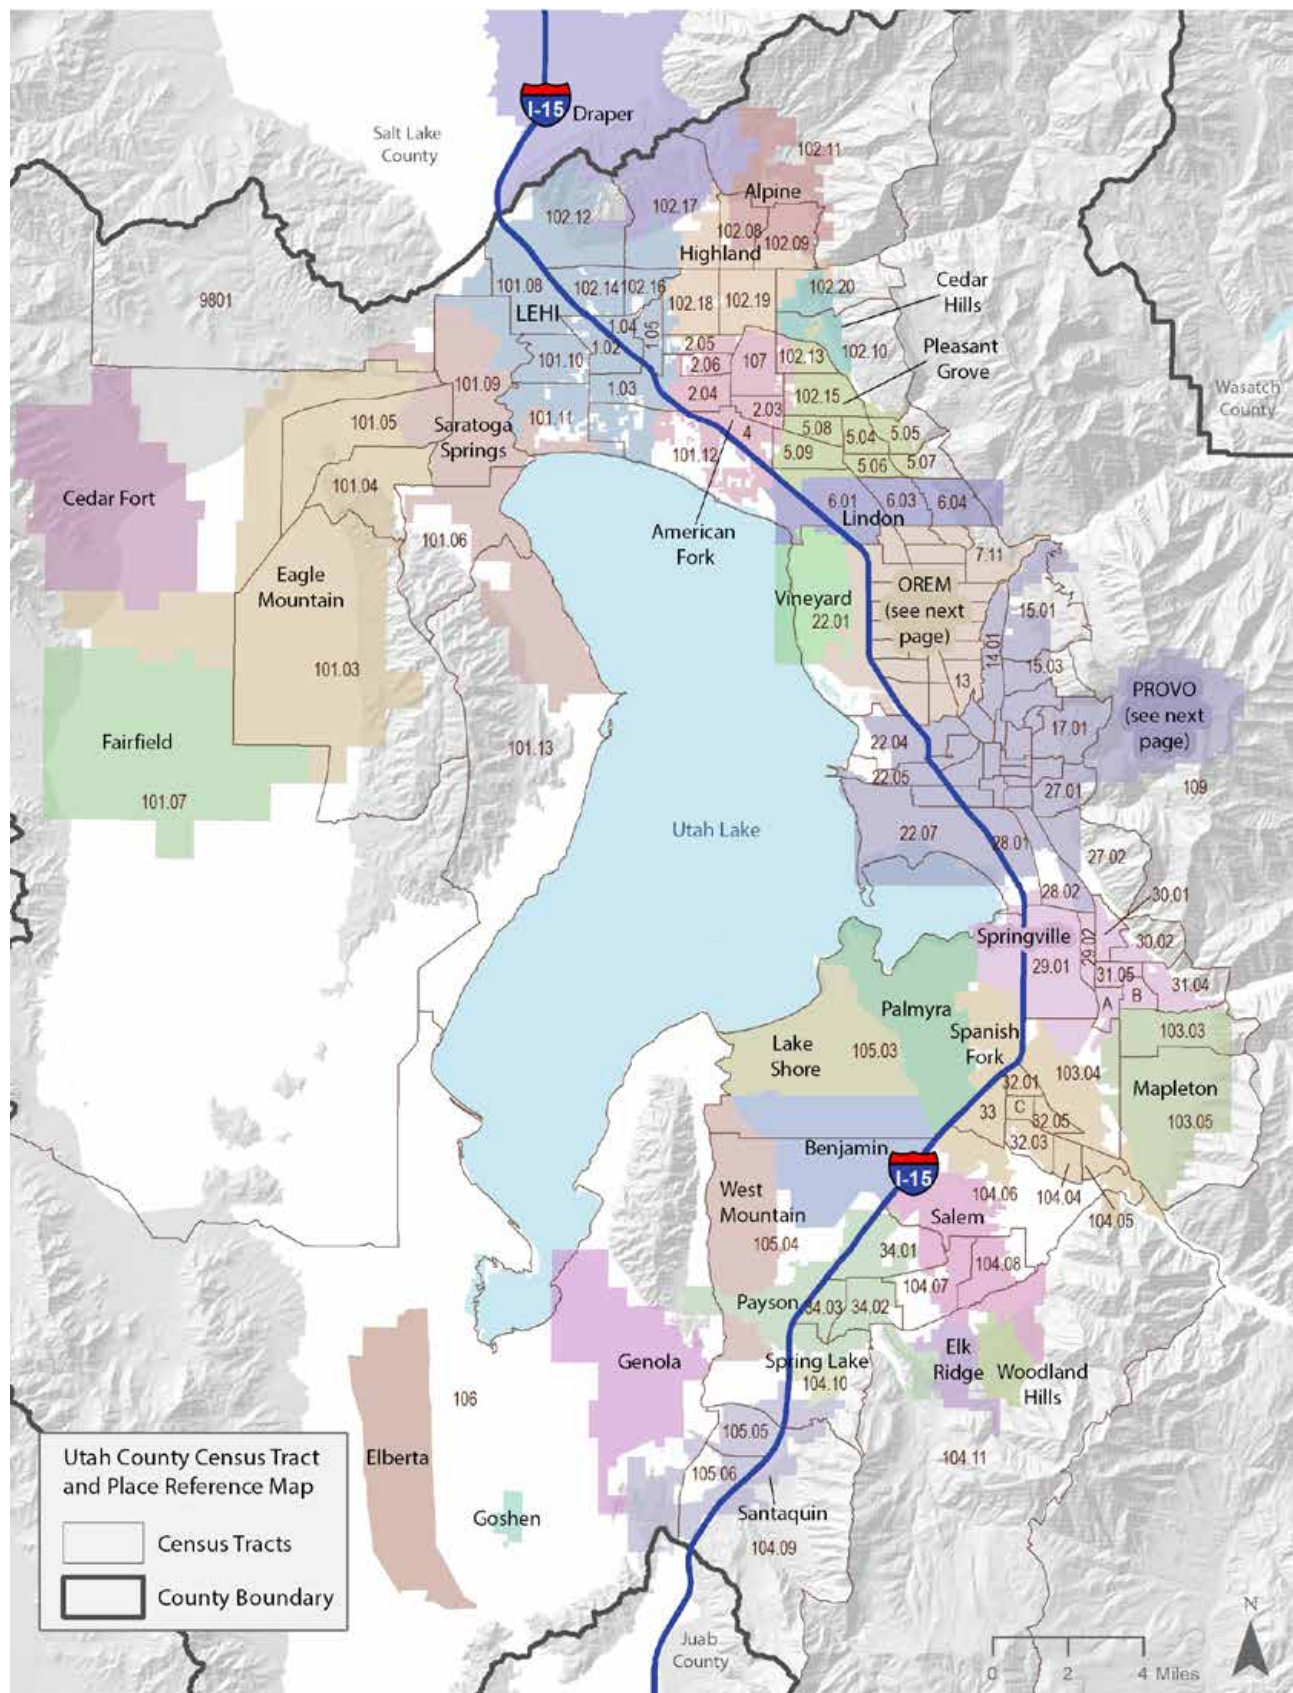 I-15
Draper
Salt Lake
County
102.11
Alpine
102.12
102.17
102.08
102.09
Highland
9801
101.08
102.14
102.16
102.18
102.19
102.20
Cedar
Hills
LEHI
1.04
1.05
1.02
2.05
2.06
107
102.13
102.10
Pleasant
Grove
101.10
101.09
1.03
2.04
2.03
102.15
Wasatch
County
101.05
Saratoga
Springs
101.11
101.12
4
5.08
5.04
5.05
5.09
5.06
5.07
101.04
Cedar Fort
6.01
6.03
6.04
Lindon
American
Fork
101.06
7.11
Eagle
Mountain
Vineyard
22.01
OREM
(see next
page)
15.01
14.01
15.03
101.03
13
PROVO
(see next
page)
17.01
Fairfield
101.07
101.13
22.04
22.05
109
27.01
Utah Lake
22.07
28.01
27.02
28.02
30.01
Springville
29.02
30.02
29.01
31.05
31.04
A
B
Palmyra
Spanish
Fork
Lake
Shore
105.03
103.03
103.04
Mapleton
103.05
32.01
33
C
32.05
32.03
Benjamin
I-15
104.06
104.04
104.05
West
Mountain
105.04
Salem
34.01
104.08
104.07
Payson
34.03
34.02
Genola
Spring Lake
104.10
Elk
Ridge
Woodland
Hills
106
105.05
105.06
104.11
Elberta
Goshen
Santaquin
104.09
Utah County Census Tract
and Place Reference Map
Census Tracts
County Boundary
Juab
County
N
0 2 4 Miles